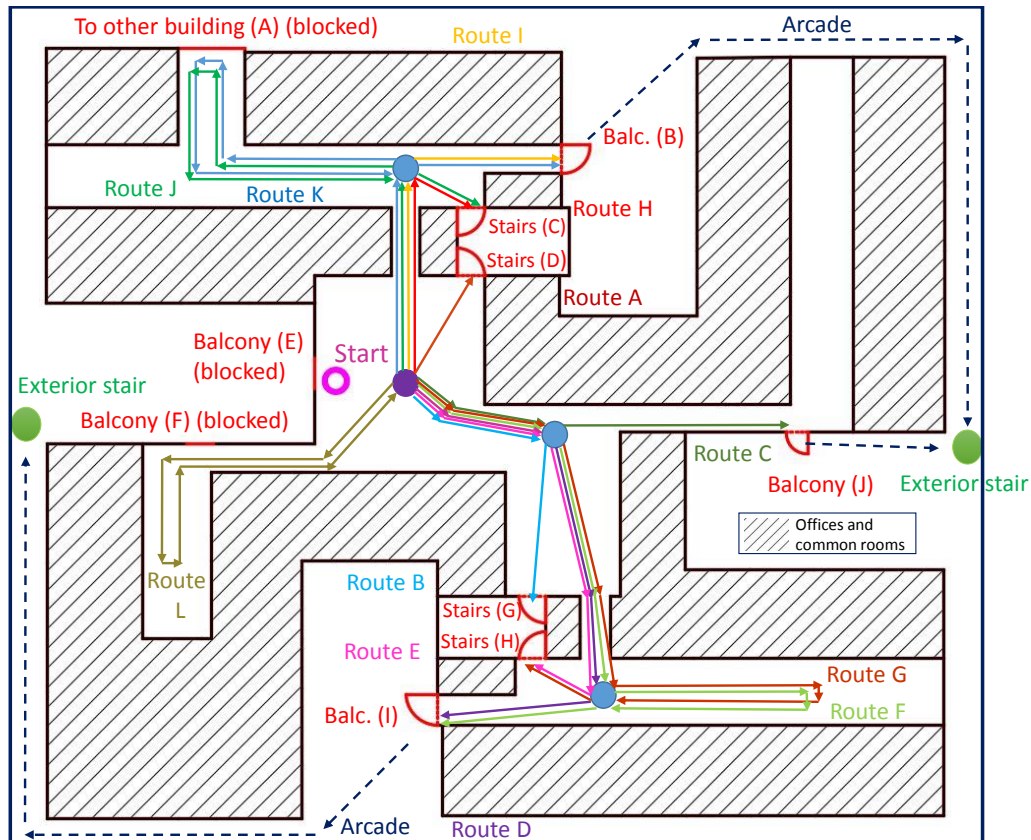 To other building (A) (blocked)
Route I
Arcade
Balc. (B)
Route J
Route K
Route H
Stairs (C)
Stairs (D)
Route A
Balcony (E)
(blocked)
Start
Exterior stair
Balcony (F) (blocked)
Route C
Balcony (J)
Exterior stair
Offices and
common rooms
Route
L
Route B
Stairs (G)
Stairs (H)
Route E
Route G
Route F
Balc. (I)
Arcade
Route D